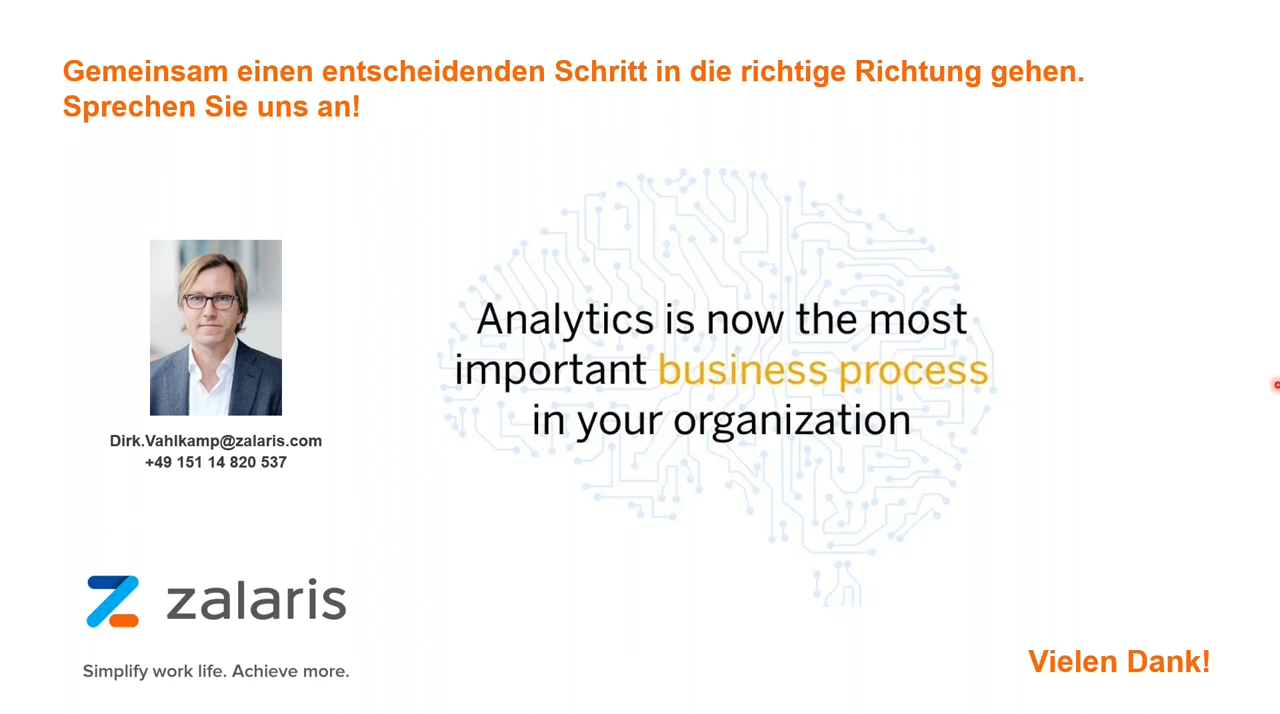 Gemeinsam einen entscheidenden Schritt in die richtige Richtung gehen.
Sprechen Sie uns an!
Analytics is now the most
important business process
in your organization
Dirk.Vahlkamp@zalaris.com
+49 151 14 820 537
zalaris
Simplify work life. Achieve more.
Vielen Dank!